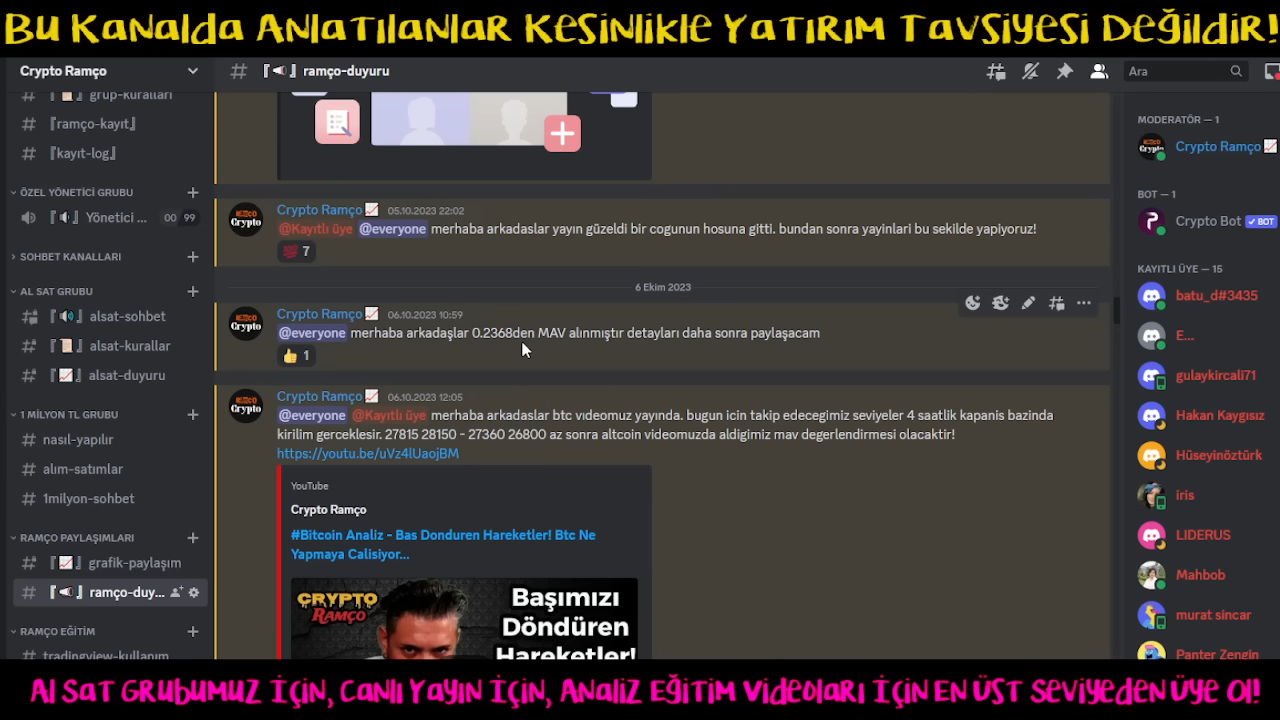 Bu Kanalda Anlatılanlar Kesinlikle Yatırım Tavsiyesi Değildir!
Crypto Ramço
# 『📢』 ramço-duyuru
Ara
# 『📜』 grup-kuralları
# 『ramço-kayıt』
# 『kayıt-log』
ÖZEL YÖNETİCİ GRUBU
『🔊』 Yönetici ... 00 99
SOHBET KANALLARI
AL SAT GRUBU
『🔊』 alsat-sohbet
# 『📜』 alsat-kurallar
『📈』 alsat-duyuru
1 MİLYON TL GRUBU
# nasıl-yapılır
# alım-satımlar
# 1milyon-sohbet
RAMÇO PAYLAŞIMLARI
『📈』 grafik-paylaşım
# 『📢』 ramço-duy...
RAMÇO EĞİTİM
# tradingview-kullanım
Crypto Ramço📈 05.10.2023 22:02
@Kayıtlı üye @everyone merhaba arkadaslar yayın güzeldi bir cogunun hosuna gitti. bundan sonra yayinlari bu sekilde yapiyoruz!
💯 7
6 Ekim 2023
Crypto Ramço📈 06.10.2023 10:59
@everyone merhaba arkadaşlar 0.2368den MAV alınmıştır detayları daha sonra paylaşacam
👍 1
Crypto Ramço📈 06.10.2023 12:05
@everyone @Kayıtlı üye merhaba arkadaslar btc vıdeomuz yayında. bugun icin takip edecegimiz seviyeler 4 saatlik kapanis bazinda
kirilim gerceklesir. 27815 28150 - 27360 26800 az sonra altcoin videomuzda aldigimiz mav degerlendirmesi olacaktir!
https://youtu.be/uVz4lUaojBM
YouTube
Crypto Ramço
#Bitcoin Analiz - Bas Donduren Hareketler! Btc Ne
Yapmaya Calisiyor...
CRYPTO
RAMÇO
Başımızı
Döndüren
Hareketler!
MODERATÖR — 1
Crypto Ramço📈
BOT — 1
Crypto Bot ✓ BOT
KAYITLI ÜYE — 15
batu_d#3435
E...
gulaykircali71
Hakan Kaygısız
Hüseyinöztürk
iris
LIDERUS
Mahbob
murat sincar
Panter Zengin
Al Sat Grubumuz İçin, Canlı Yayın İçin, Analiz Eğitim Videoları İçin En Üst Seviyeden Üye Ol!